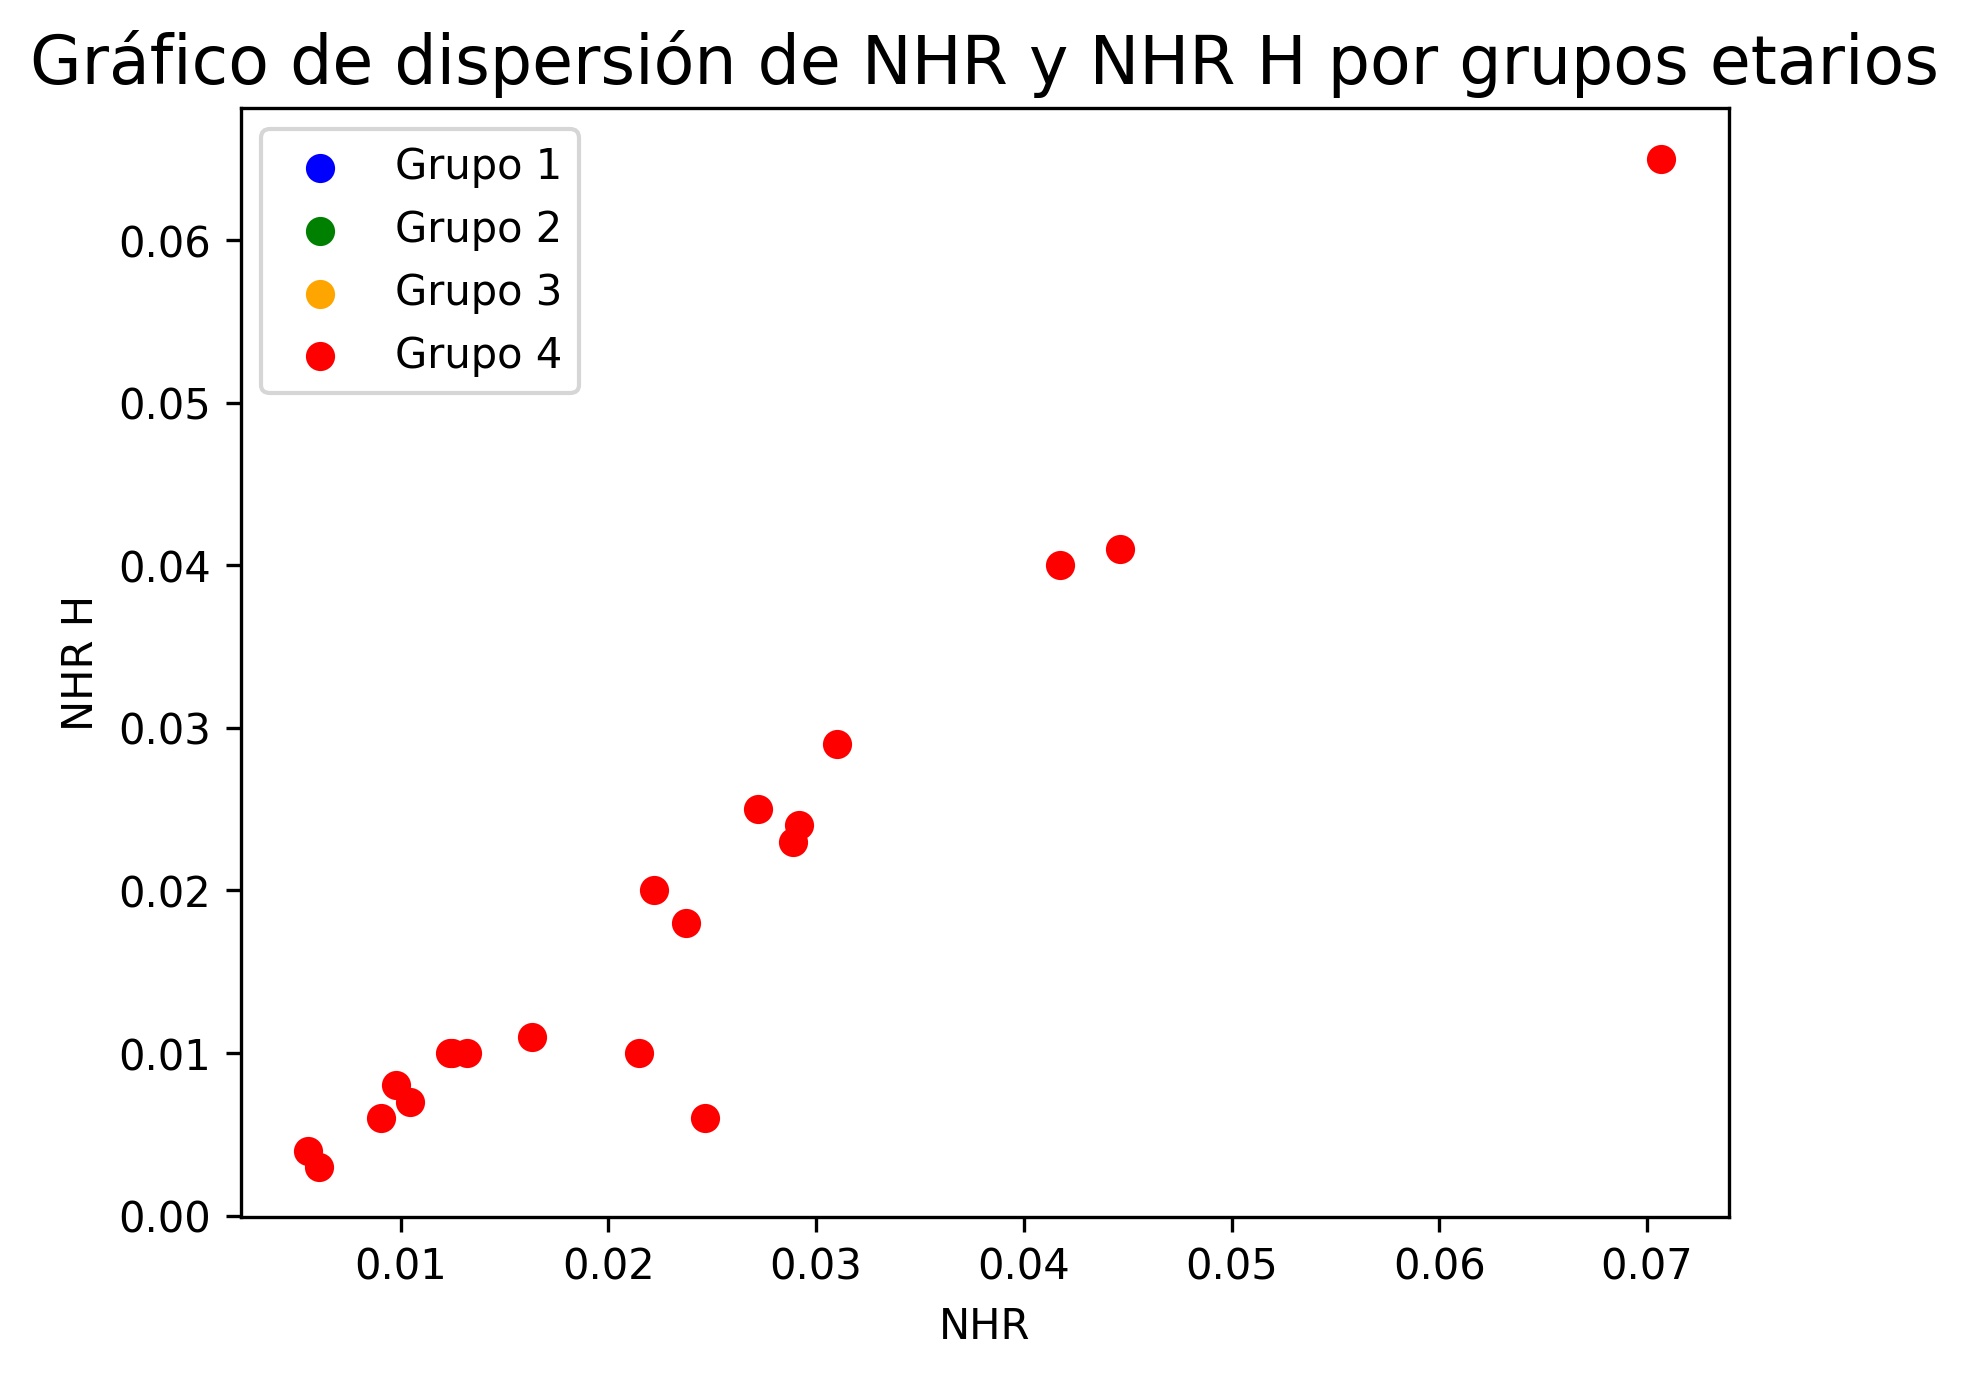 Gráfico de dispersión de NHR y NHR H por grupos etarios
Grupo 1
Grupo 2
Grupo 3
Grupo 4
0.06
0.05
0.04
0.03
0.02
0.01
0.00
NHR H
0.01 0.02 0.03 0.04 0.05 0.06 0.07
NHR